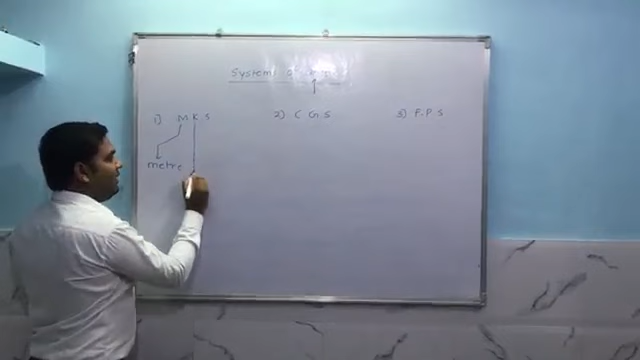 Systems of
1) M K S
2) C G S
3) F.P S
metre